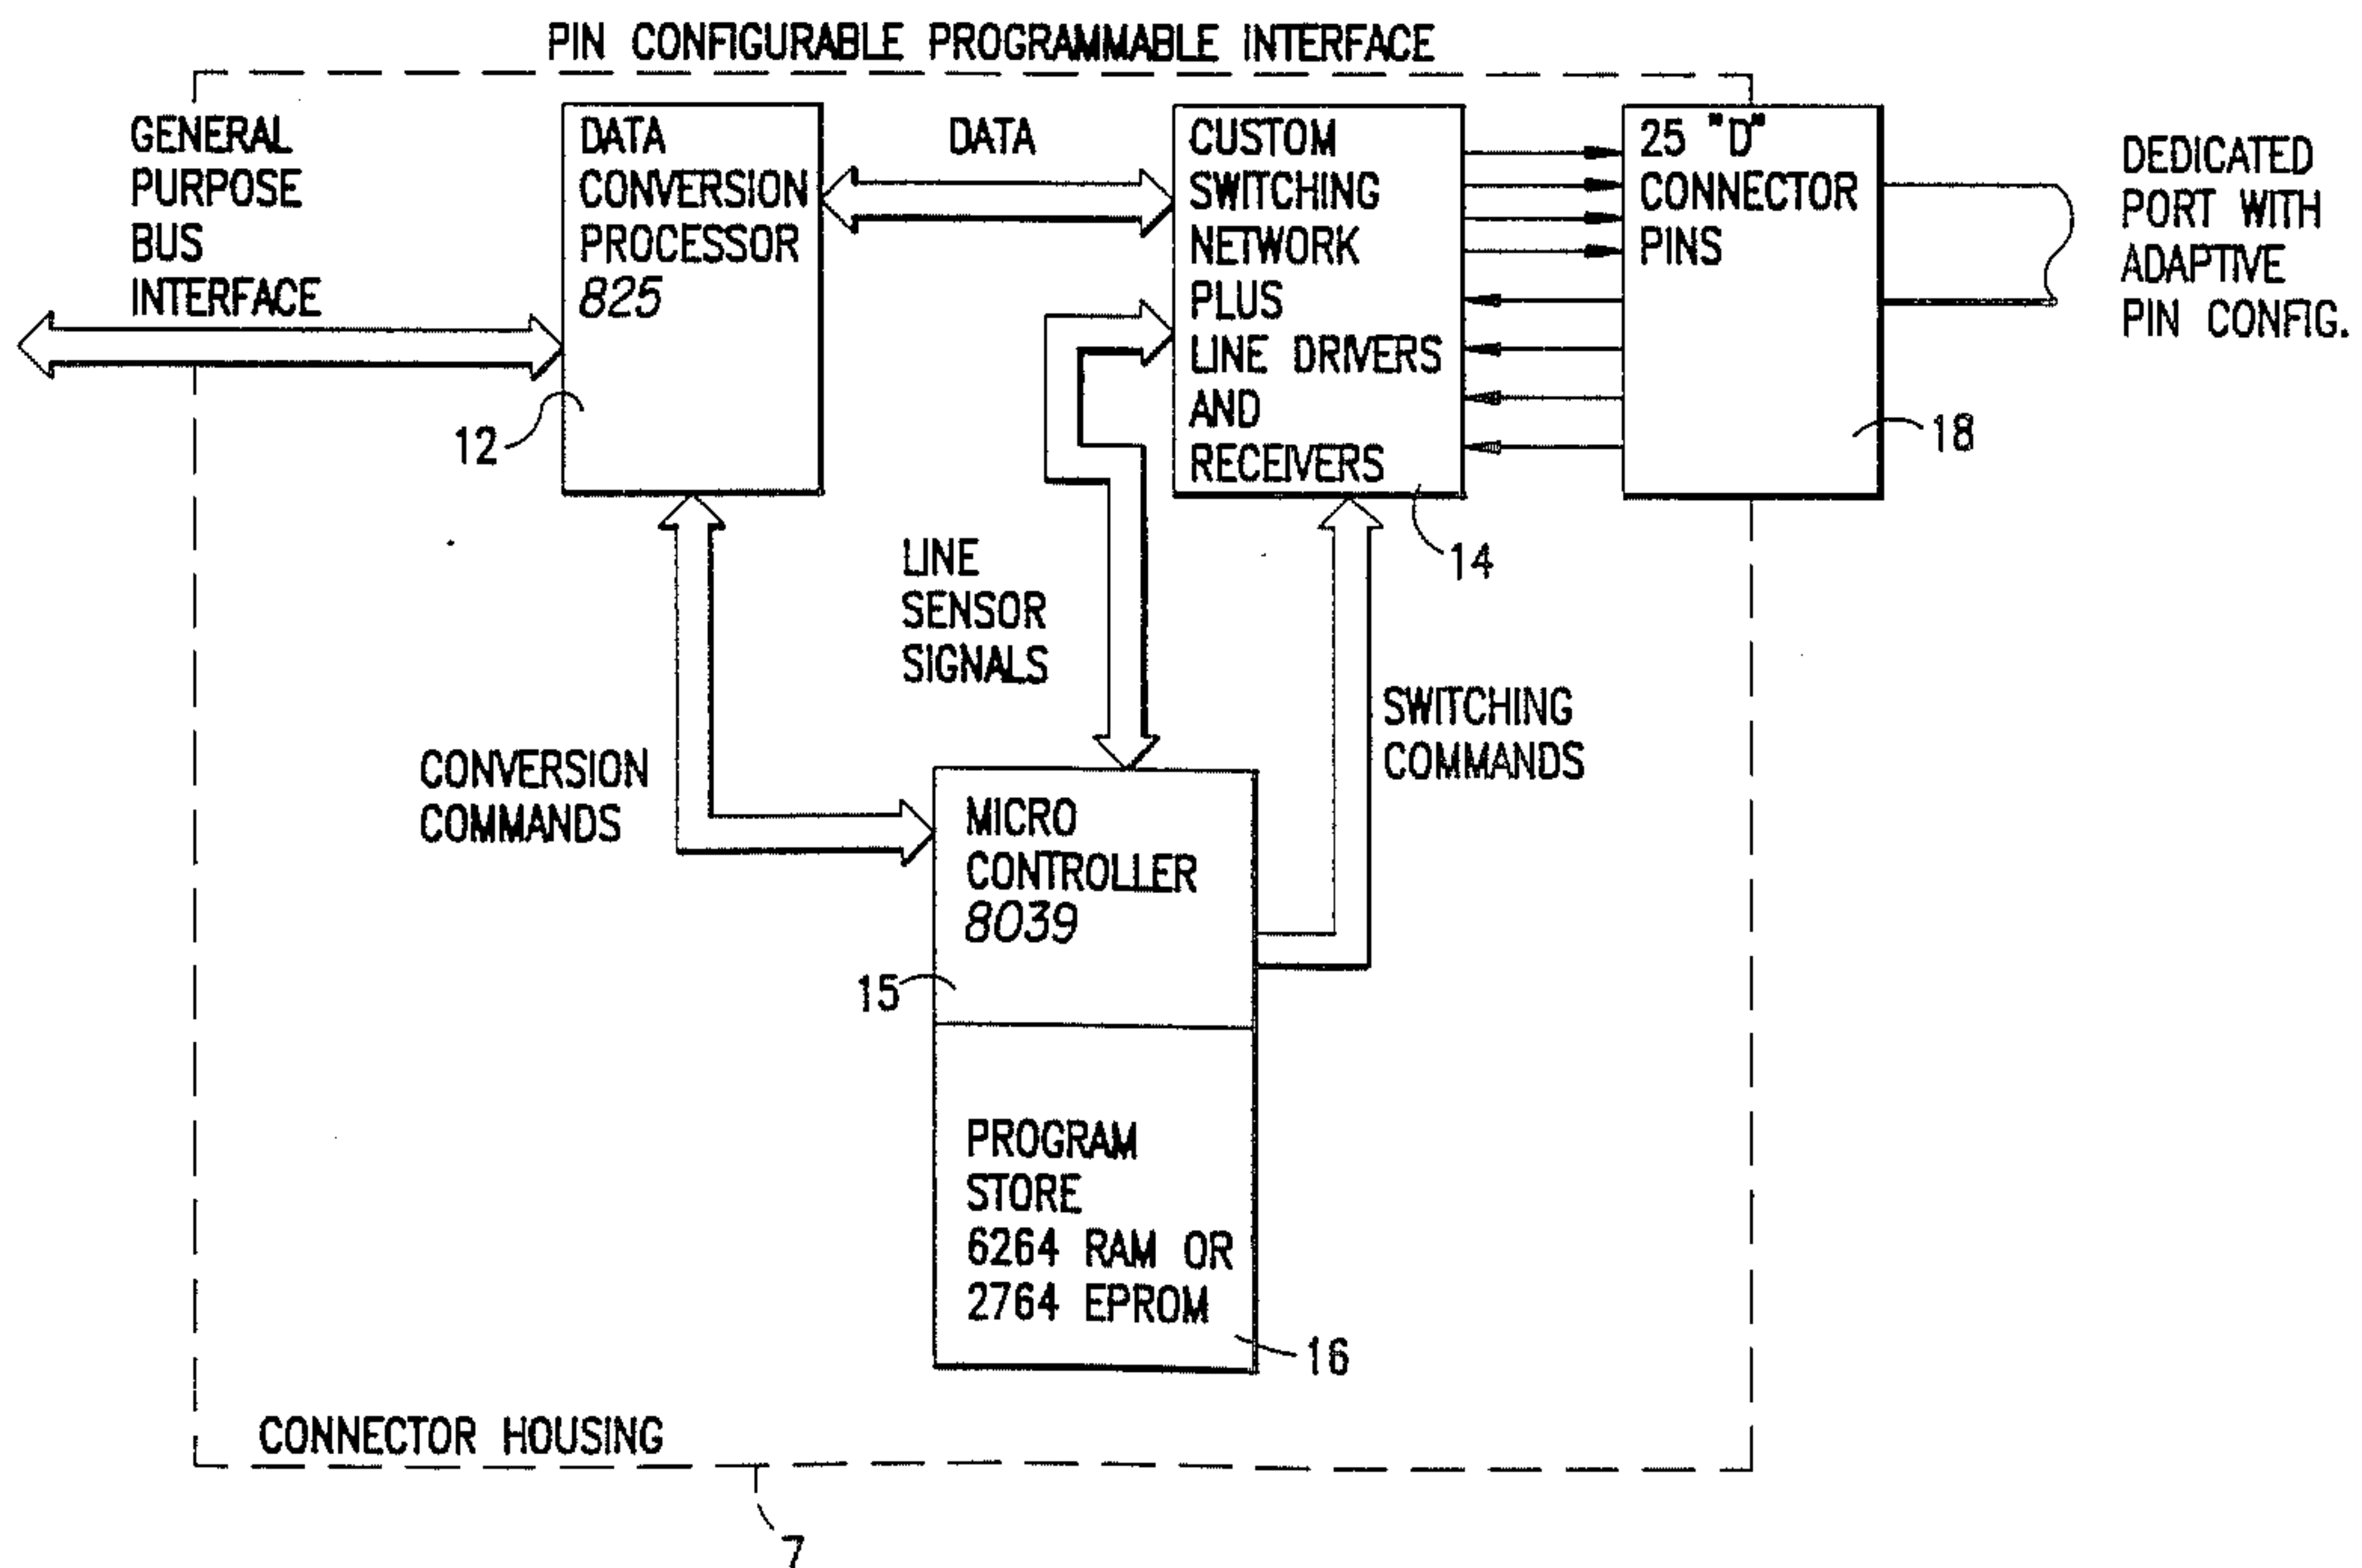 PIN CONFIGURABLE PROGRAMMABLE INTERFACE
GENERAL
PURPOSE
BUS
INTERFACE
DATA
CONVERSION
PROCESSOR
825
12
DATA
CUSTOM
SWITCHING
NETWORK
PLUS
LINE DRIVERS
AND
RECEIVERS
14
25 "D"
CONNECTOR
PINS
18
DEDICATED
PORT WITH
ADAPTIVE
PIN CONFIG.
LINE
SENSOR
SIGNALS
SWITCHING
COMMANDS
CONVERSION
COMMANDS
MICRO
CONTROLLER
8039
15
PROGRAM
STORE
6264 RAM OR
2764 EPROM
16
CONNECTOR HOUSING
7